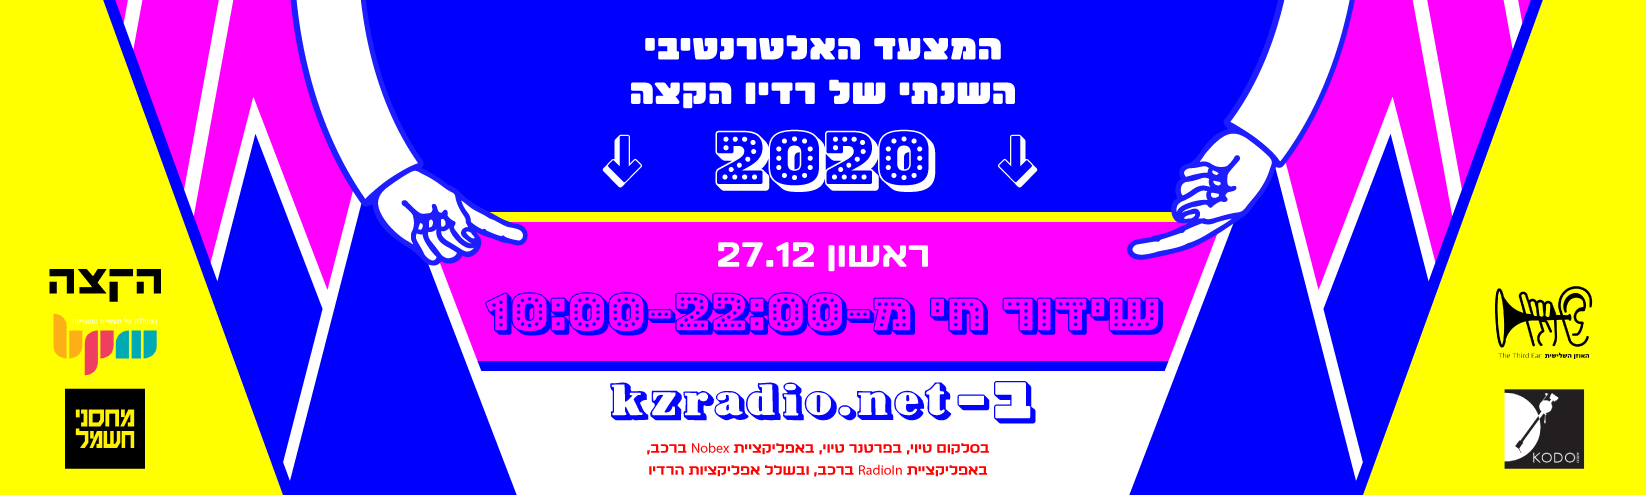 המצעד האלטרנטיבי
השנתי של רדיו הקצה
2020
ראשון 27.12
שידור חי מ-10:00-22:00
ב-kzradio.net
בסלקום טיוי, בפרטנר טיוי, באפליקציית Nobex ברכב,
באפליקציית RadioIn ברכב, ובשלל אפליקציות הרדיו
הקצה
מחסני
חשמל
The Third Ear האוזן השלישית
KODO